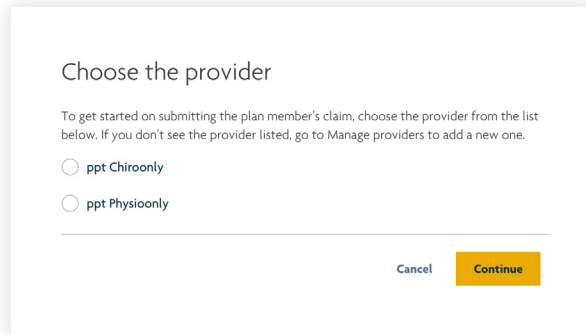 Choose the provider
To get started on submitting the plan member's claim, choose the provider from the list
below. If you don't see the provider listed, go to Manage providers to add a new one.
ppt Chiroonly
ppt Physioonly
Cancel
Continue